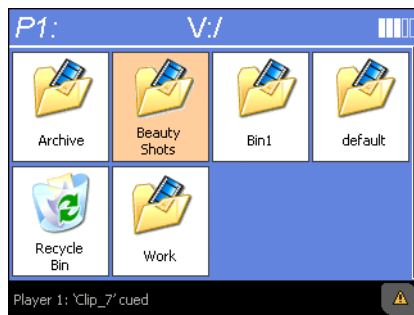 P1: V:/
Archive
Beauty
Shots
Bin1
default
Recycle
Bin
Work
Player 1: 'Clip_7' cued